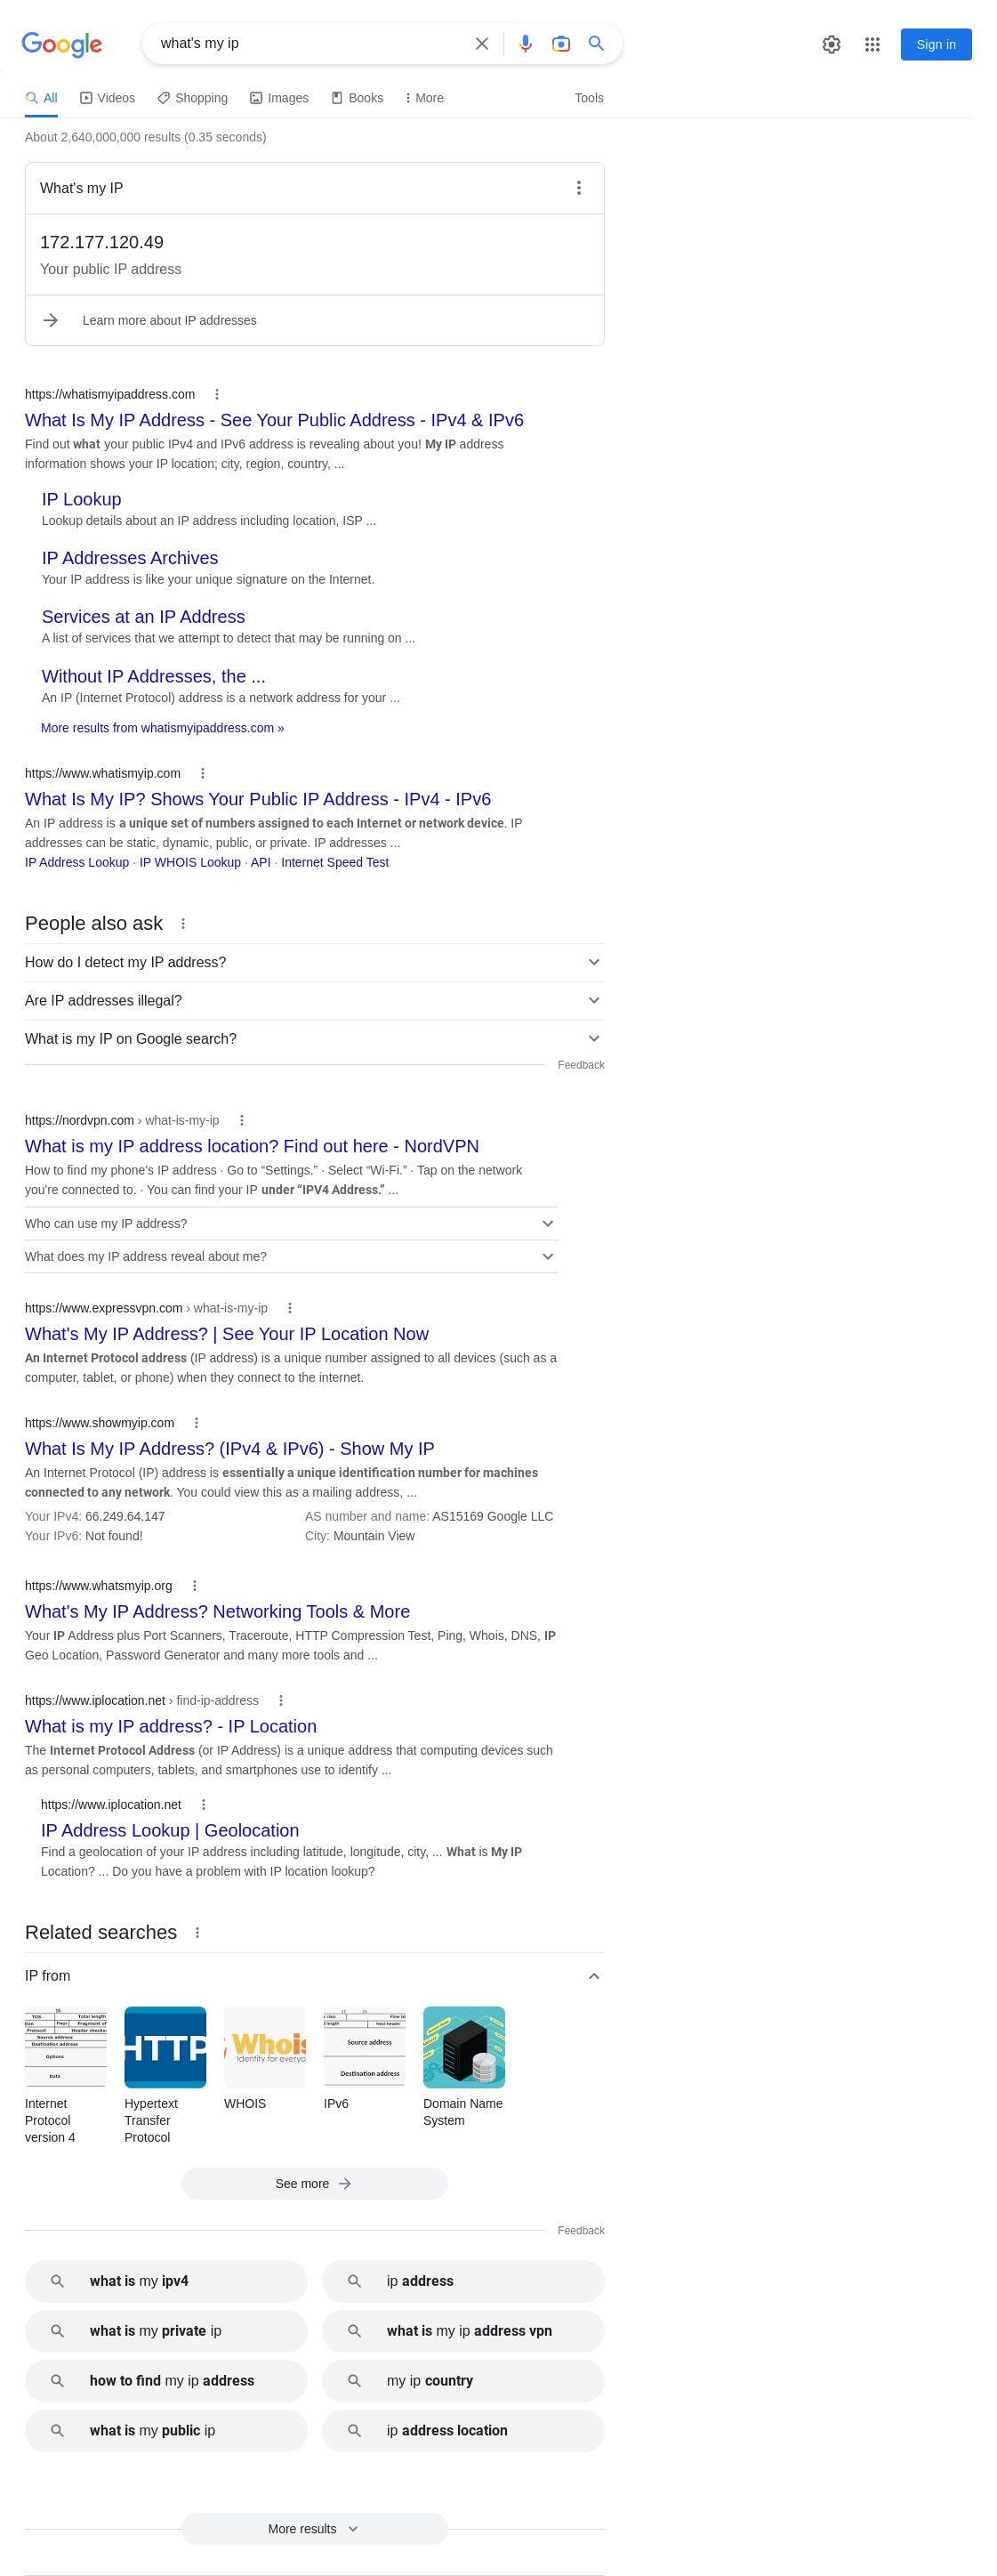 Google
what's my ip
Sign in
All
Videos
Shopping
Images
Books
More
Tools
About 2,640,000,000 results (0.35 seconds)
What's my IP
172.177.120.49
Your public IP address
Learn more about IP addresses
https://whatismyipaddress.com
What Is My IP Address - See Your Public Address - IPv4 & IPv6
Find out what your public IPv4 and IPv6 address is revealing about you! My IP address
information shows your IP location; city, region, country, ...
IP Lookup
Lookup details about an IP address including location, ISP ...
IP Addresses Archives
Your IP address is like your unique signature on the Internet.
Services at an IP Address
A list of services that we attempt to detect that may be running on ...
Without IP Addresses, the ...
An IP (Internet Protocol) address is a network address for your ...
More results from whatismyipaddress.com »
https://www.whatismyip.com
What Is My IP? Shows Your Public IP Address - IPv4 - IPv6
An IP address is a unique set of numbers assigned to each Internet or network device. IP
addresses can be static, dynamic, public, or private. IP addresses ...
IP Address Lookup · IP WHOIS Lookup · API · Internet Speed Test
People also ask
How do I detect my IP address?
Are IP addresses illegal?
What is my IP on Google search?
Feedback
https://nordvpn.com › what-is-my-ip
What is my IP address location? Find out here - NordVPN
How to find my phone's IP address · Go to “Settings.” · Select “Wi-Fi.” · Tap on the network
you're connected to. · You can find your IP under “IPV4 Address.” ...
Who can use my IP address?
What does my IP address reveal about me?
https://www.expressvpn.com › what-is-my-ip
What's My IP Address? | See Your IP Location Now
An Internet Protocol address (IP address) is a unique number assigned to all devices (such as a
computer, tablet, or phone) when they connect to the internet.
https://www.showmyip.com
What Is My IP Address? (IPv4 & IPv6) - Show My IP
An Internet Protocol (IP) address is essentially a unique identification number for machines
connected to any network. You could view this as a mailing address, ...
Your IPv4: 66.249.64.147
AS number and name: AS15169 Google LLC
Your IPv6: Not found!
City: Mountain View
https://www.whatsmyip.org
What's My IP Address? Networking Tools & More
Your IP Address plus Port Scanners, Traceroute, HTTP Compression Test, Ping, Whois, DNS, IP
Geo Location, Password Generator and many more tools and ...
https://www.iplocation.net › find-ip-address
What is my IP address? - IP Location
The Internet Protocol Address (or IP Address) is a unique address that computing devices such
as personal computers, tablets, and smartphones use to identify ...
https://www.iplocation.net
IP Address Lookup | Geolocation
Find a geolocation of your IP address including latitude, longitude, city, ... What is My IP
Location? ... Do you have a problem with IP location lookup?
Related searches
IP from
16
TOS Total length
Flags Fragment of
Protocol Header checksu
Source address
Destination address
Options
Data
HTTP
Whois
Identity for everyo
Next header
Source address
Destination address
Internet
Protocol
version 4
Hypertext
Transfer
Protocol
WHOIS
IPv6
Domain Name
System
See more
Feedback
what is my ipv4
ip address
what is my private ip
what is my ip address vpn
how to find my ip address
my ip country
what is my public ip
ip address location
More results